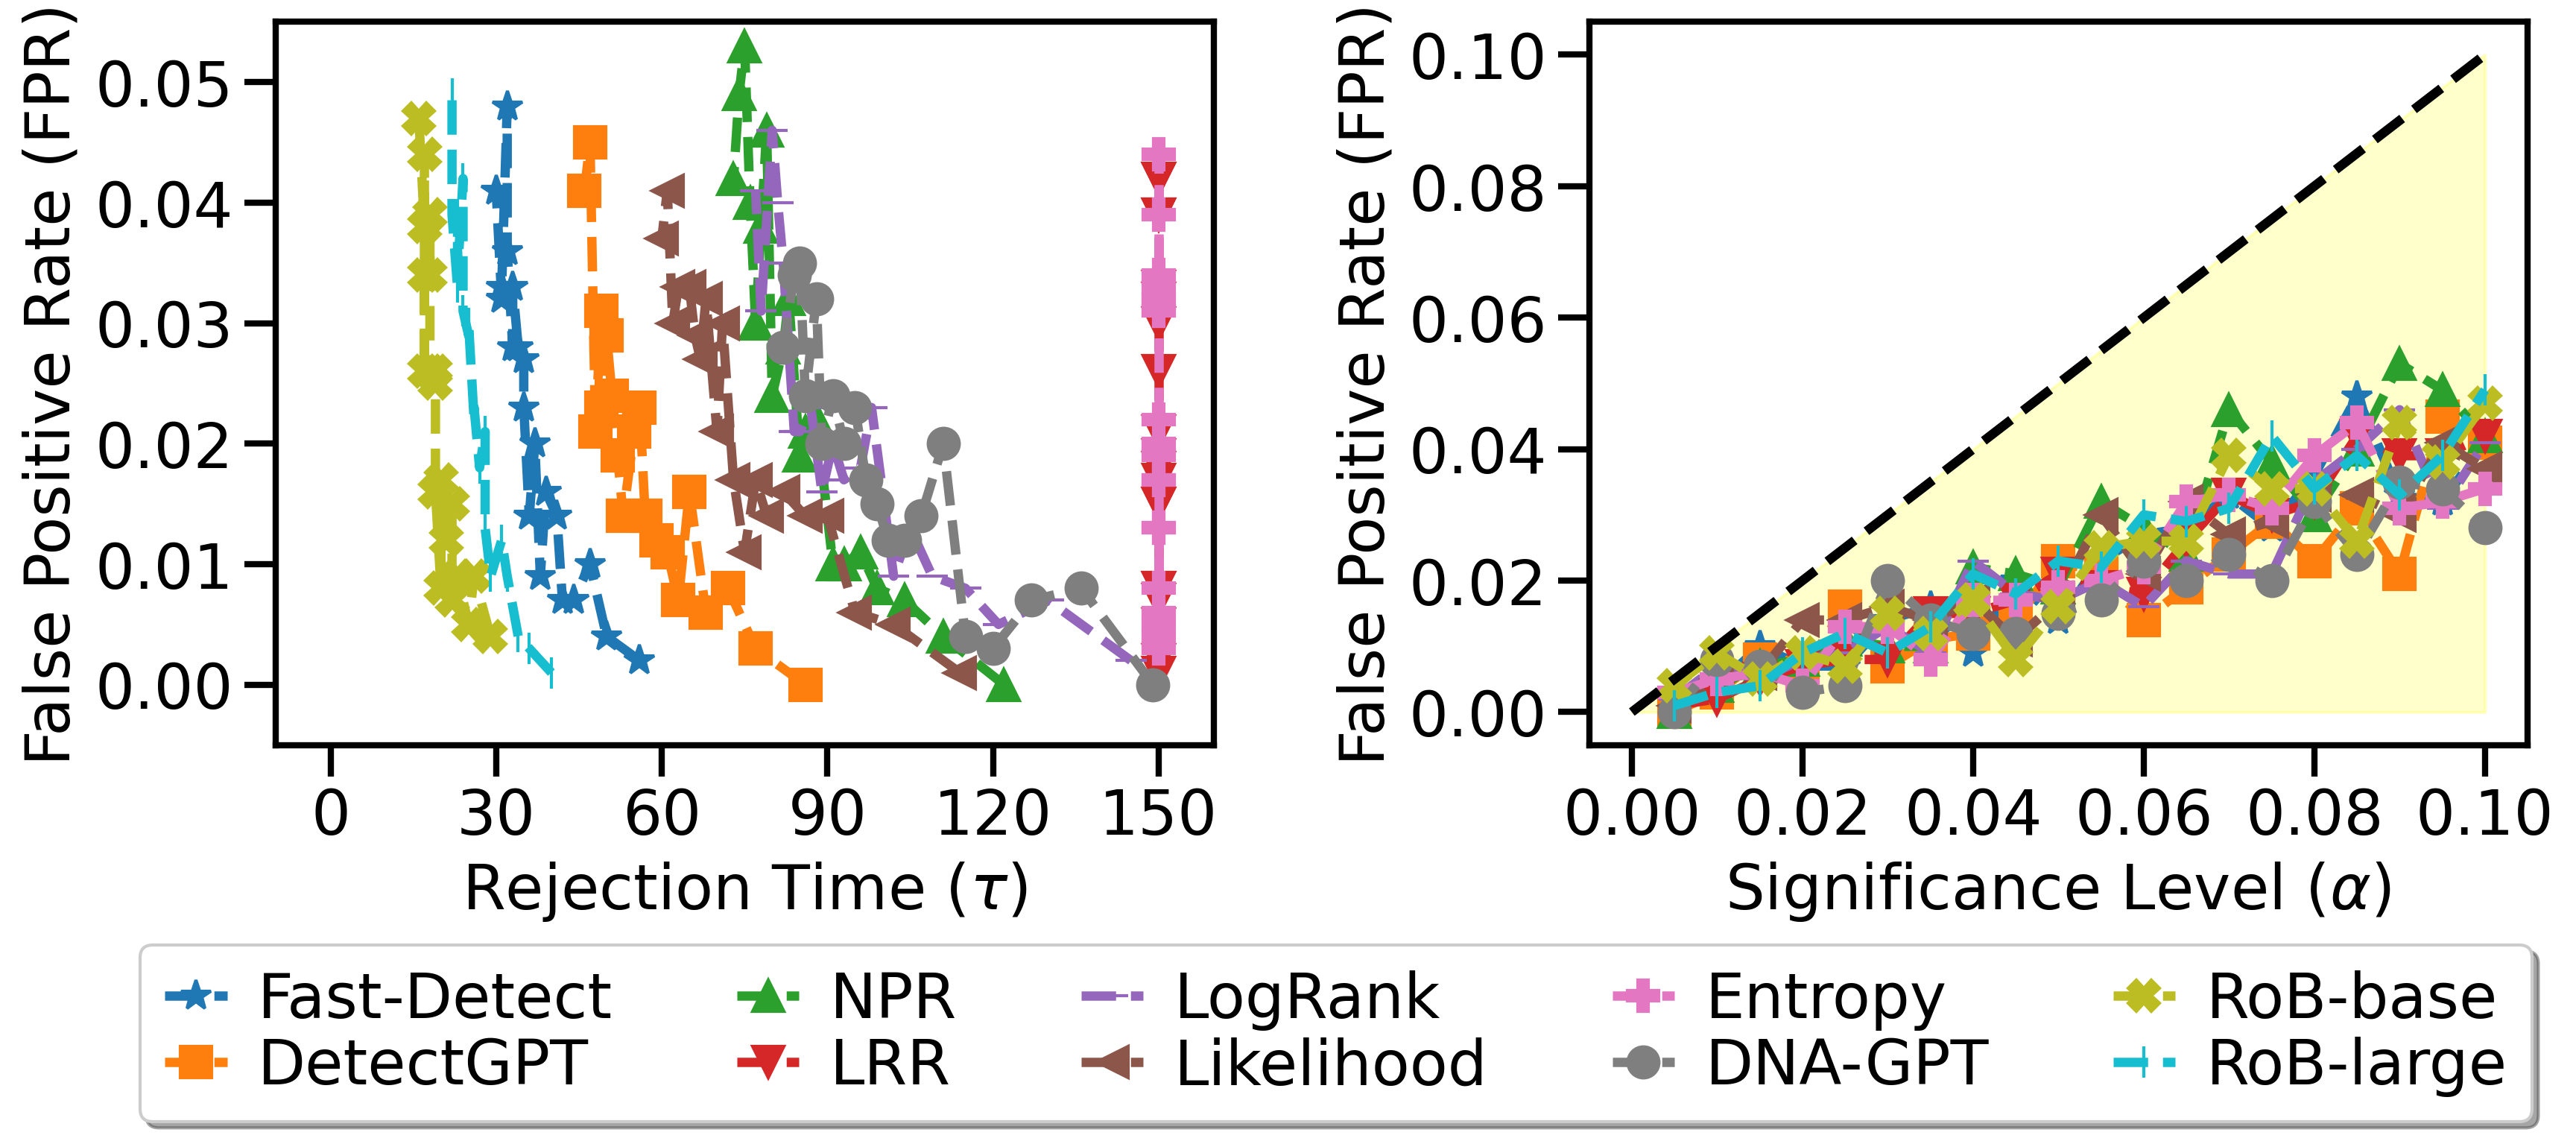 False Positive Rate (FPR)
0.05
0.04
0.03
0.02
0.01
0.00
0 30 60 90 120 150
Rejection Time (τ)
False Positive Rate (FPR)
0.10
0.08
0.06
0.04
0.02
0.00
0.00 0.02 0.04 0.06 0.08 0.10
Significance Level (α)
Fast-Detect NPR LogRank Entropy RoB-base
DetectGPT LRR Likelihood DNA-GPT RoB-large